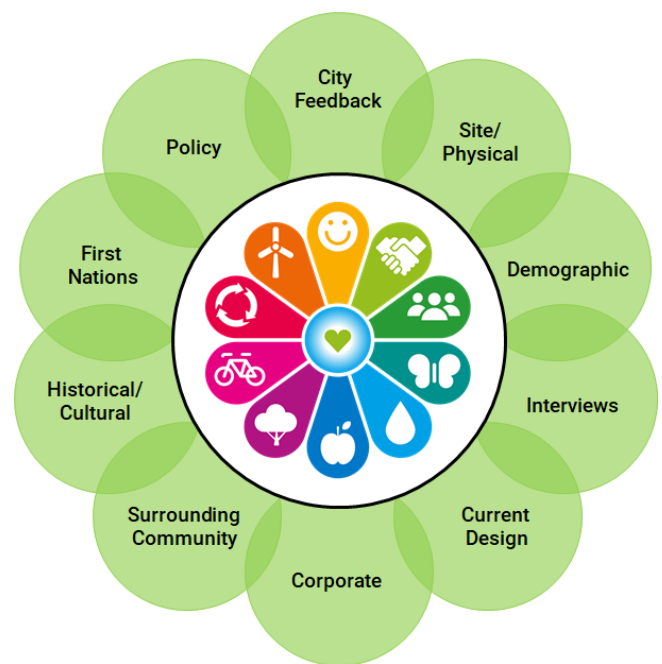 City
Feedback
Site/
Physical
Demographic
Interviews
Current
Design
Corporate
Surrounding
Community
Historical/
Cultural
First
Nations
Policy